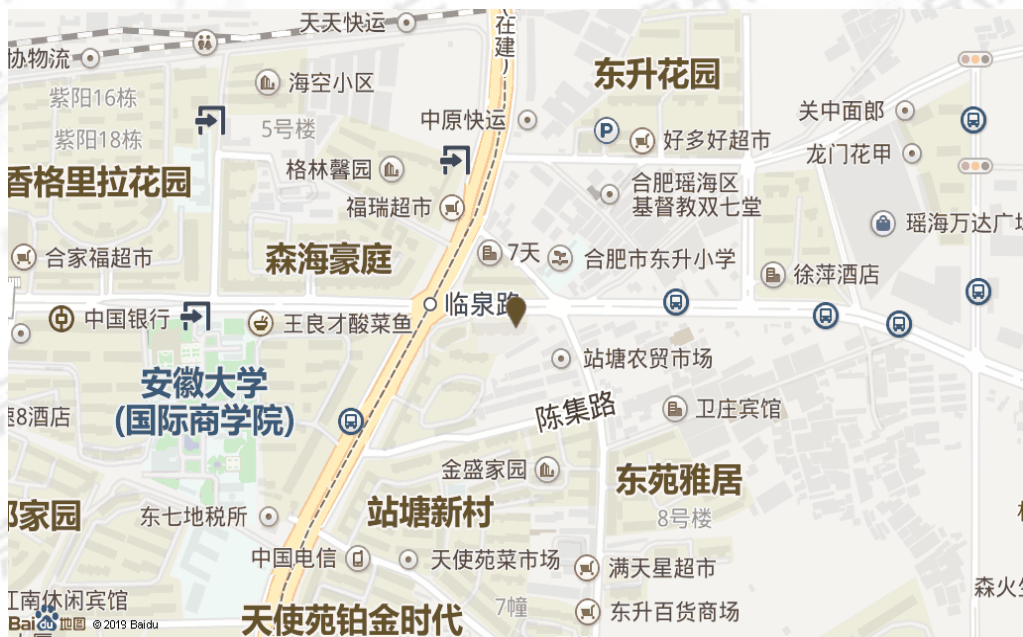 天天快运
在建)
协物流
海空小区
东升花园
紫阳16栋
关中面郎
5号楼
中原快运
P
好多好超市
紫阳18栋
龙门花甲
格林馨园
香格里拉花园
合肥瑶海区
基督教双七堂
福瑞超市
瑶海万达广
合家福超市
森海豪庭
7天
合肥市东升小学
徐萍酒店
临泉路
中国银行
王良才酸菜鱼
站塘农贸市场
安徽大学
(国际商学院)
速8酒店
陈集路
卫庄宾馆
金盛家园
东苑雅居
家园
东七地税所
站塘新村
8号楼
中国电信
天使苑菜市场
满天星超市
森火
江南休闲宾馆
7幢
东升百货商场
天使苑铂金时代
Bai du 地图 © 2019 Baidu